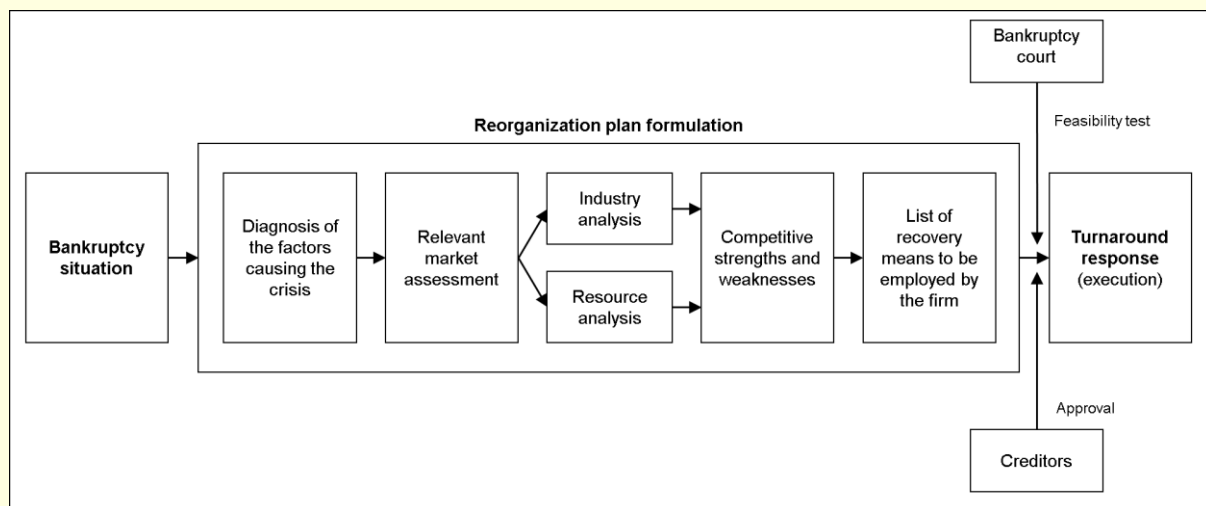 Bankruptcy
court
Feasibility test
Reorganization plan formulation
Bankruptcy
situation
Diagnosis of
the factors
causing the
crisis
Relevant
market
assessment
Industry
analysis
Resource
analysis
Competitive
strengths and
weaknesses
List of
recovery
means to be
employed by
the firm
Turnaround
response
(execution)
Approval
Creditors